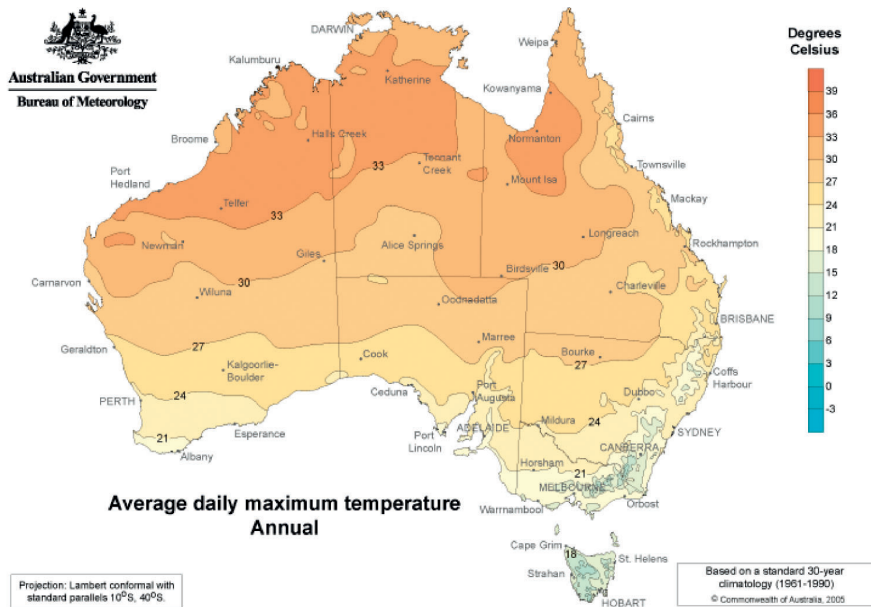 Australian Government
Bureau of Meteorology
Degrees
Celsius
39
36
33
30
27
24
21
18
15
12
9
6
3
0
-3
DARWIN
Weipa
Kalumburu
Katherine
Kowanyama
Cairns
Broome
Halls Creek
Normanton
Port
Hedland
33
Tennant
Creek
Townsville
Mount Isa
Mackay
Telfer
33
Newman
Giles
Alice Springs
Longreach
Rockhampton
Carnarvon
30
Birdsville
30
Wiluna
Oodnadatta
Charleville
BRISBANE
Geraldton
27
Marree
Bourke
27
Cook
Kalgoorlie-
Boulder
Coffs
Harbour
PERTH
24
Ceduna
Port
Augusta
Dubbo
Mildura
24
21
Esperance
Albany
Port
Lincoln
ADELAIDE
SYDNEY
CANBERRA
Horsham
21
MELBOURNE
Warrnambool
Orbost
Average daily maximum temperature
Annual
Cape Grim
18
St. Helens
Strahan
HOBART
Projection: Lambert conformal with
standard parallels 10°S, 40°S.
Based on a standard 30-year
climatology (1961-1990)
© Commonwealth of Australia, 2005